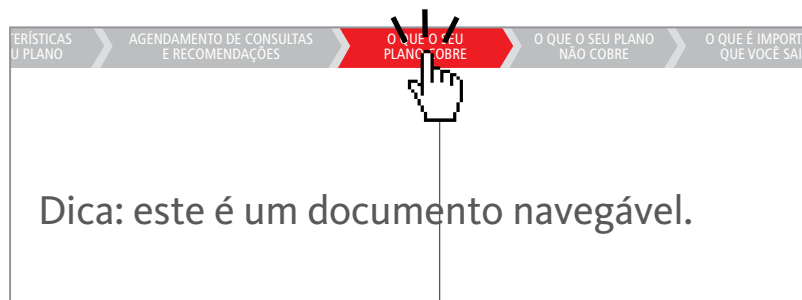 ERÍSTICAS
U PLANO
AGENDAMENTO DE CONSULTAS
E RECOMENDAÇÕES
O QUE O SEU
PLANO COBRE
O QUE O SEU PLANO
NÃO COBRE
O QUE É IMPORT
QUE VOCÊ SAI
Dica: este é um documento navegável.